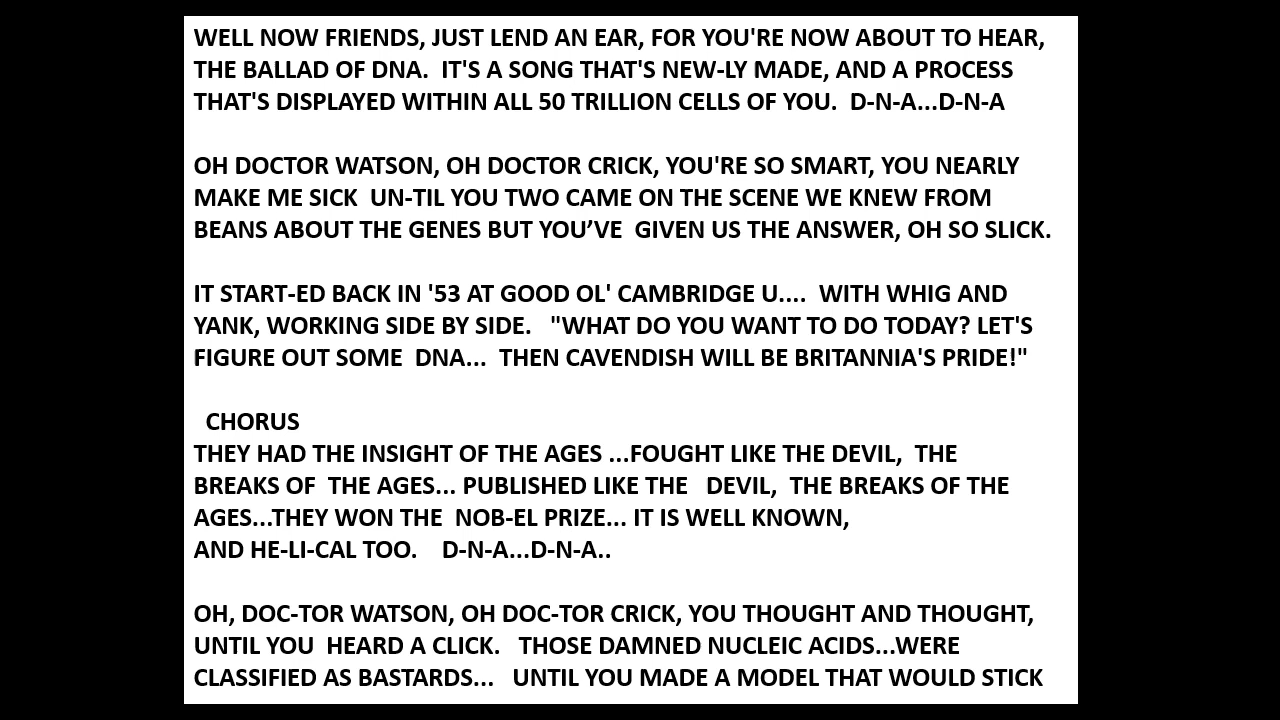 WELL NOW FRIENDS, JUST LEND AN EAR, FOR YOU'RE NOW ABOUT TO HEAR,
THE BALLAD OF DNA.  IT'S A SONG THAT'S NEW-LY MADE, AND A PROCESS
THAT'S DISPLAYED WITHIN ALL 50 TRILLION CELLS OF YOU.  D-N-A...D-N-A
OH DOCTOR WATSON, OH DOCTOR CRICK, YOU'RE SO SMART, YOU NEARLY
MAKE ME SICK  UN-TIL YOU TWO CAME ON THE SCENE WE KNEW FROM
BEANS ABOUT THE GENES BUT YOU’VE  GIVEN US THE ANSWER, OH SO SLICK.
IT START-ED BACK IN '53 AT GOOD OL' CAMBRIDGE U....  WITH WHIG AND
YANK, WORKING SIDE BY SIDE.   "WHAT DO YOU WANT TO DO TODAY? LET'S
FIGURE OUT SOME  DNA...  THEN CAVENDISH WILL BE BRITANNIA'S PRIDE!"
CHORUS
THEY HAD THE INSIGHT OF THE AGES ...FOUGHT LIKE THE DEVIL,  THE
BREAKS OF  THE AGES... PUBLISHED LIKE THE   DEVIL,  THE BREAKS OF THE
AGES...THEY WON THE  NOB-EL PRIZE... IT IS WELL KNOWN,
AND HE-LI-CAL TOO.    D-N-A...D-N-A..
OH, DOC-TOR WATSON, OH DOC-TOR CRICK, YOU THOUGHT AND THOUGHT,
UNTIL YOU  HEARD A CLICK.   THOSE DAMNED NUCLEIC ACIDS...WERE
CLASSIFIED AS BASTARDS...   UNTIL YOU MADE A MODEL THAT WOULD STICK